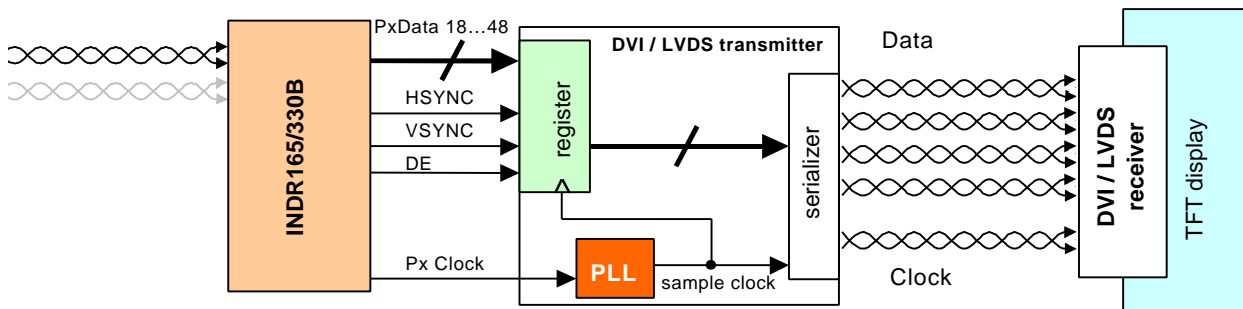 PxData 18...48
DVI / LVDS transmitter
Data
INDR165/330B
HSYNC
VSYNC
DE
register
serializer
DVI / LVDS
receiver
TFT display
Px Clock
PLL
sample clock
Clock